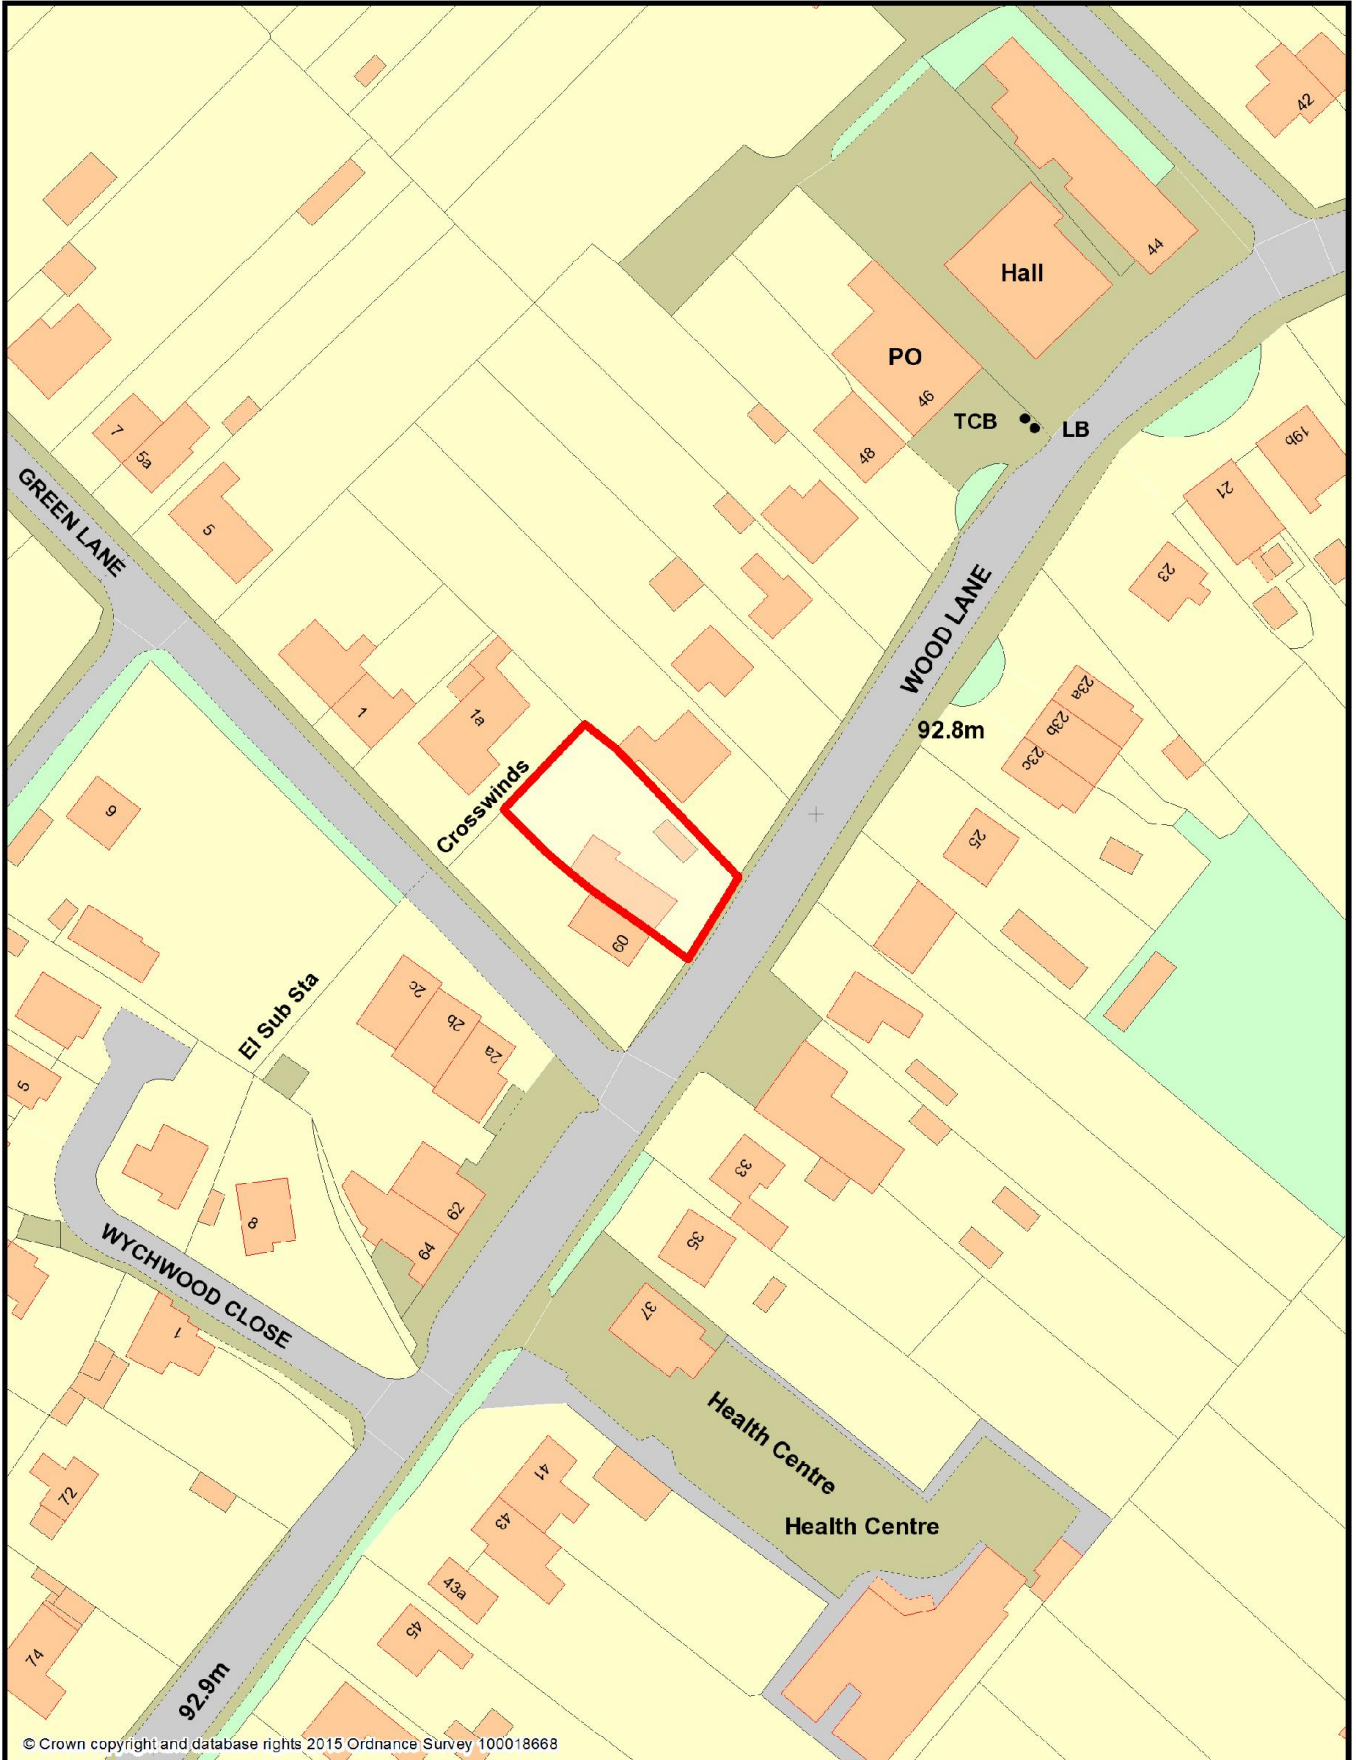 42
44
Hall
PO
46
TCB
LB
48
19b
21
23
7
5a
5
GREEN LANE
WOOD LANE
23a
23b
23c
92.8m
1
1a
Crosswinds
25
9
60
El Sub Sta
2c
2b
2a
5
33
8
62
64
35
WYCHWOOD CLOSE
37
1
Health Centre
Health Centre
41
43
43a
45
72
74
92.9m
© Crown copyright and database rights 2015 Ordnance Survey 100018668